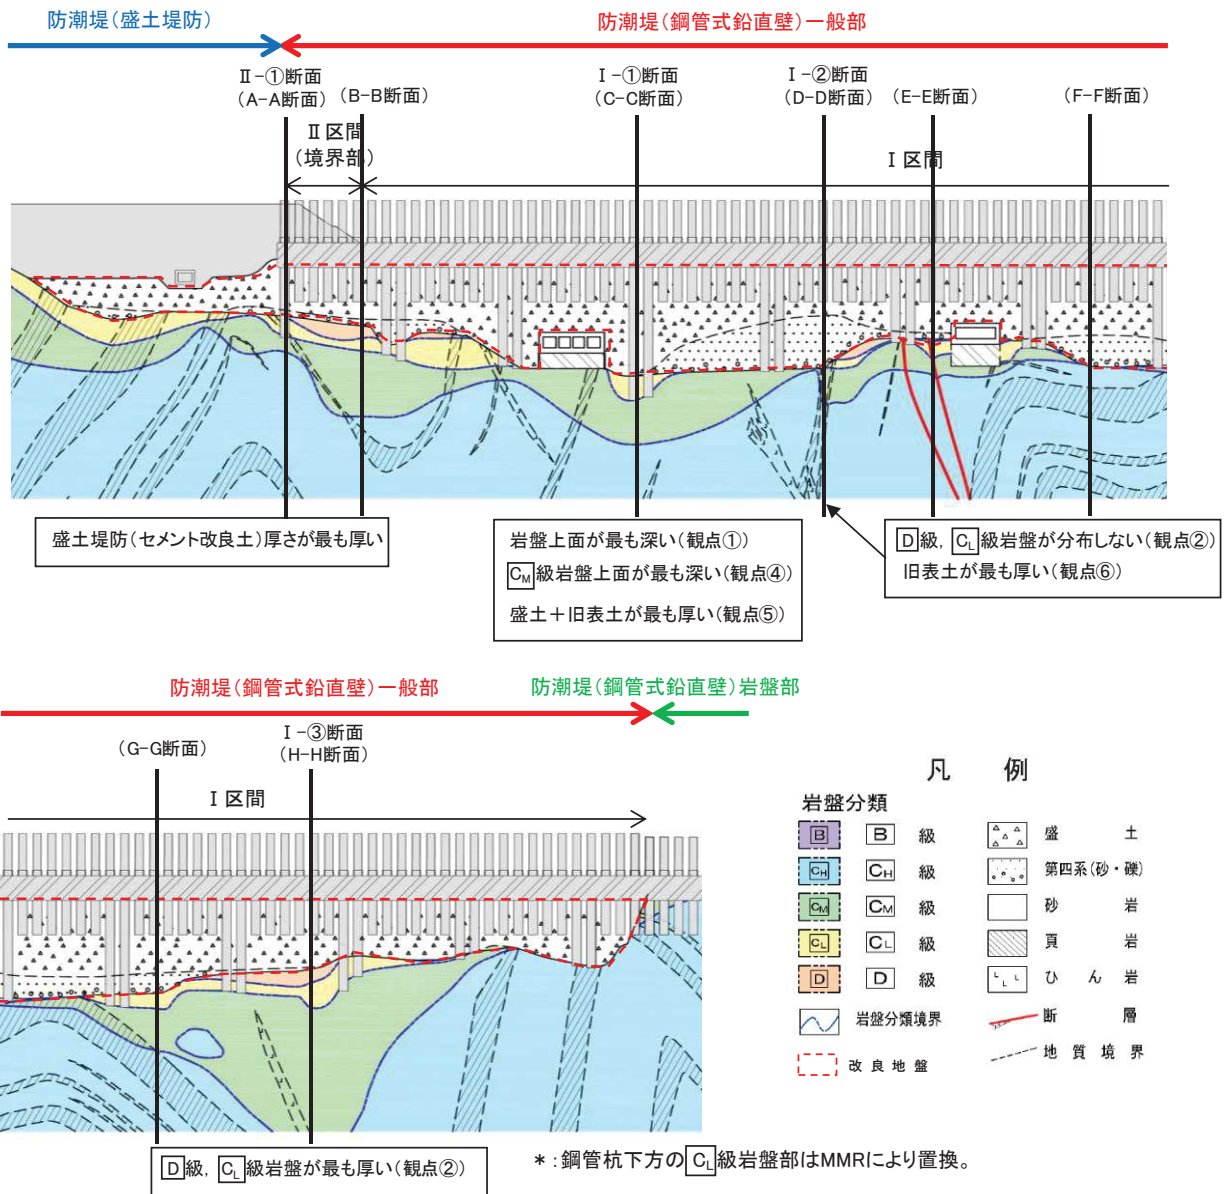 防潮堤(盛土堤防)
防潮堤(鋼管式鉛直壁)一般部
Ⅱ-①断面
(A-A断面)
(B-B断面)
Ⅰ-①断面
(C-C断面)
Ⅰ-②断面
(D-D断面)
(E-E断面)
(F-F断面)
Ⅱ区間
(境界部)
Ⅰ区間
盛土堤防(セメント改良土)厚さが最も厚い
岩盤上面が最も深い(観点①)
CM級岩盤上面が最も深い(観点④)
盛土+旧表土が最も厚い(観点⑤)
D級, CL級岩盤が分布しない(観点②)
旧表土が最も厚い(観点⑥)
防潮堤(鋼管式鉛直壁)一般部
防潮堤(鋼管式鉛直壁)岩盤部
(G-G断面)
Ⅰ-③断面
(H-H断面)
Ⅰ区間
D級, CL級岩盤が最も厚い(観点②)
凡 例
岩盤分類
B B 級
CH CH 級
CM CM 級
CL CL 級
D D 級
岩盤分類境界
改良地盤
盛 土
第四系(砂・礫)
砂 岩
頁 岩
ひ ん 岩
断 層
地 質 境 界
*:鋼管杭下方のCL級岩盤部はMMRにより置換。